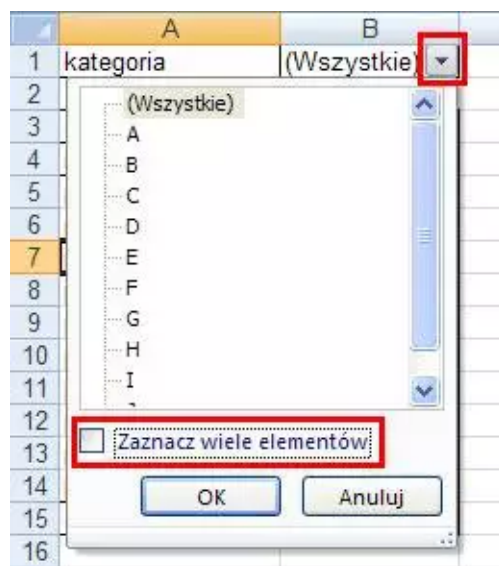 A B
1 kategoria (Wszystkie)
2 (Wszystkie)
3 A
4 B
5 C
6 D
7 E
8 F
9 G
10 H
11 I
12
13 Zaznacz wiele elementów
14 OK Anuluj
15
16